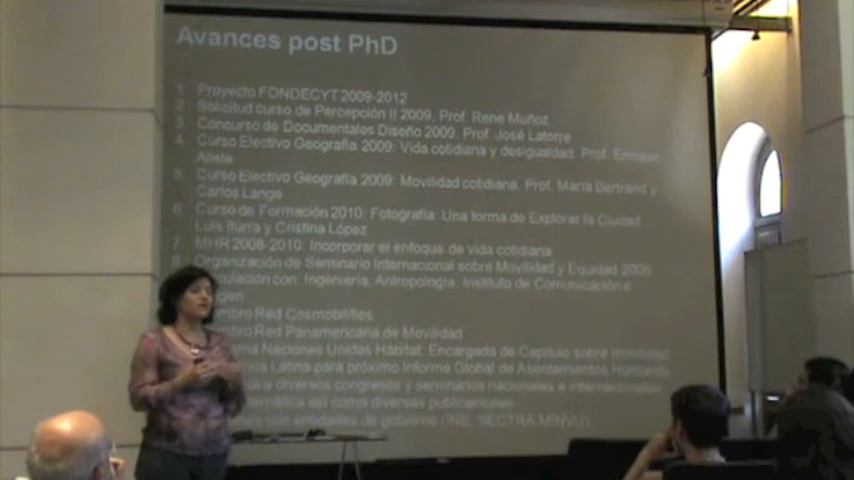 Avances post PhD
1. Proyecto FONDECYT 2009-2012
2. Solicitud curso de Percepción II 2009, Prof. Rene Muñoz
3. Concurso de Documentales Diseño 2009, Prof. José Latorre
4. Curso Electivo Geografía 2009: Vida cotidiana y desigualdad, Prof. Enrique
Aliste
5. Curso Electivo Geografía 2009: Movilidad cotidiana, Prof. María Bertrand y
Carlos Lange
6. Curso de Formación 2010: Fotografía: Una forma de Explorar la Ciudad
Luis Iturra y Cristina López
7. MHR 2008-2010: Incorporar el enfoque de vida cotidiana
8. Organización de Seminario Internacional sobre Movilidad y Equidad 2009
con: Ingeniería, Antropología, Instituto de Comunicación e
Red Cosmobilities
Red Panamericana de Movilidad
Naciones Unidas Hábitat: Encargada de Capítulo sobre movilidad
Latina para próximo Informe Global de Asentamientos Humanos
a diversos congresos y seminarios nacionales e internacionales
así como diversas publicaciones
con entidades de gobierno (INE, SECTRA, MINVU)